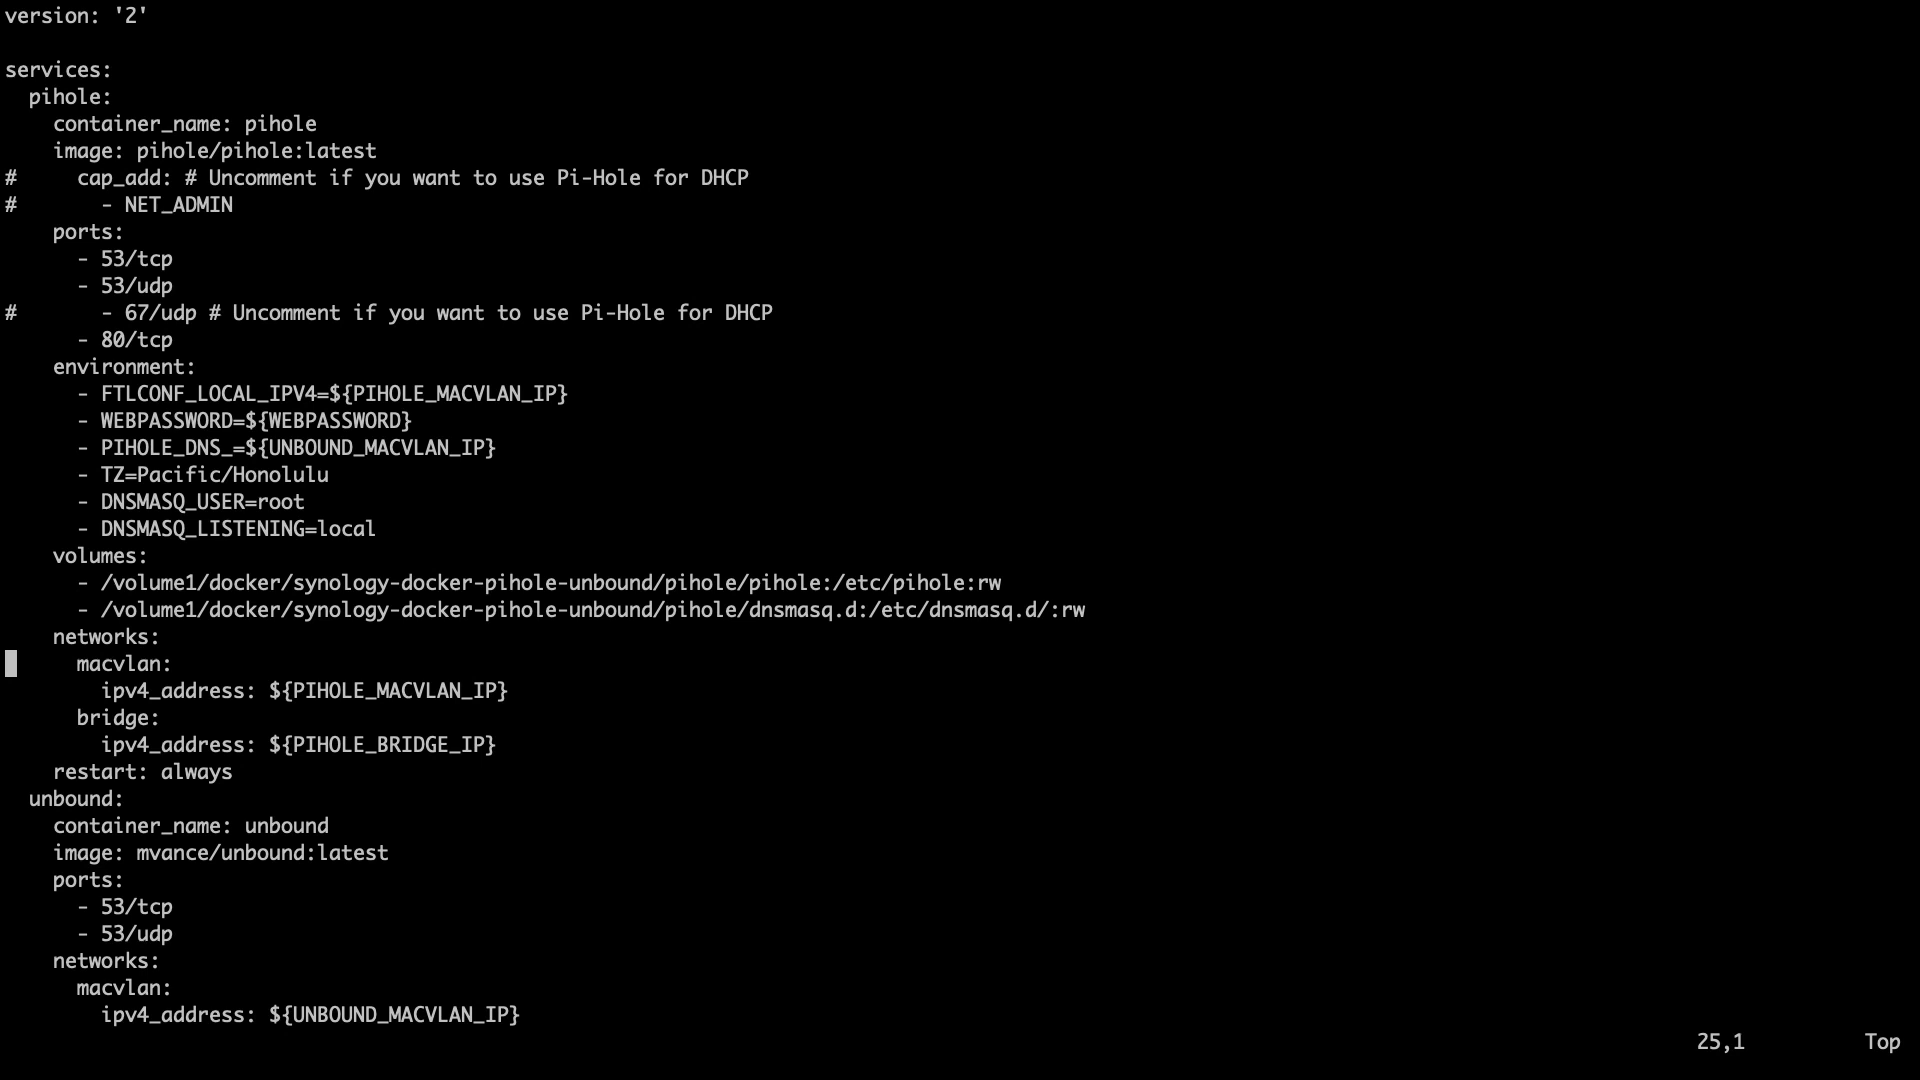 version: '2'

services:
  pihole:
    container_name: pihole
    image: pihole/pihole:latest
#     cap_add: # Uncomment if you want to use Pi-Hole for DHCP
#       - NET_ADMIN
    ports:
      - 53/tcp
      - 53/udp
#       - 67/udp # Uncomment if you want to use Pi-Hole for DHCP
      - 80/tcp
    environment:
      - FTLCONF_LOCAL_IPV4=${PIHOLE_MACVLAN_IP}
      - WEBPASSWORD=${WEBPASSWORD}
      - PIHOLE_DNS_=${UNBOUND_MACVLAN_IP}
      - TZ=Pacific/Honolulu
      - DNSMASQ_USER=root
      - DNSMASQ_LISTENING=local
    volumes:
      - /volume1/docker/synology-docker-pihole-unbound/pihole/pihole:/etc/pihole:rw
      - /volume1/docker/synology-docker-pihole-unbound/pihole/dnsmasq.d:/etc/dnsmasq.d/:rw
    networks:
      macvlan:
        ipv4_address: ${PIHOLE_MACVLAN_IP}
      bridge:
        ipv4_address: ${PIHOLE_BRIDGE_IP}
    restart: always
  unbound:
    container_name: unbound
    image: mvance/unbound:latest
    ports:
      - 53/tcp
      - 53/udp
    networks:
      macvlan:
        ipv4_address: ${UNBOUND_MACVLAN_IP}
25,1 Top